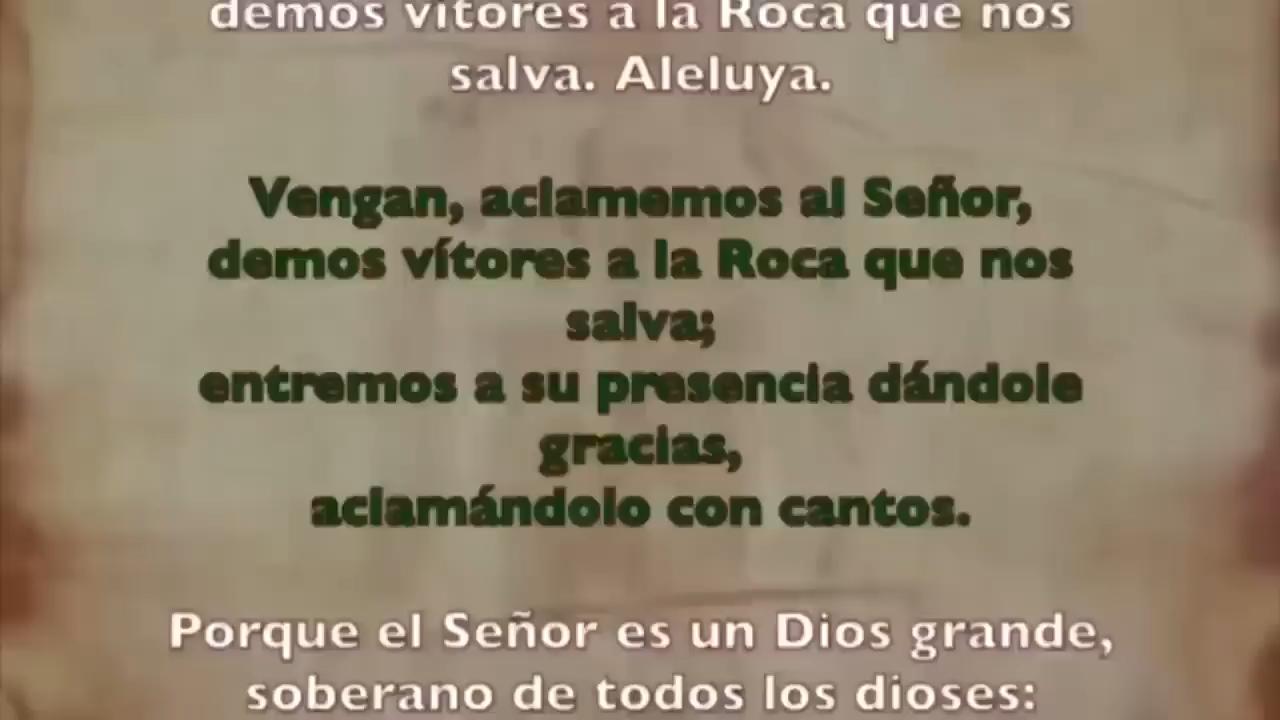 demos vítores a la Roca que nos
salva. Aleluya.
Vengan, aclamemos al Señor,
demos vítores a la Roca que nos
salva;
entremos a su presencia dándole
gracias,
aclamándolo con cantos.
Porque el Señor es un Dios grande,
soberano de todos los dioses: